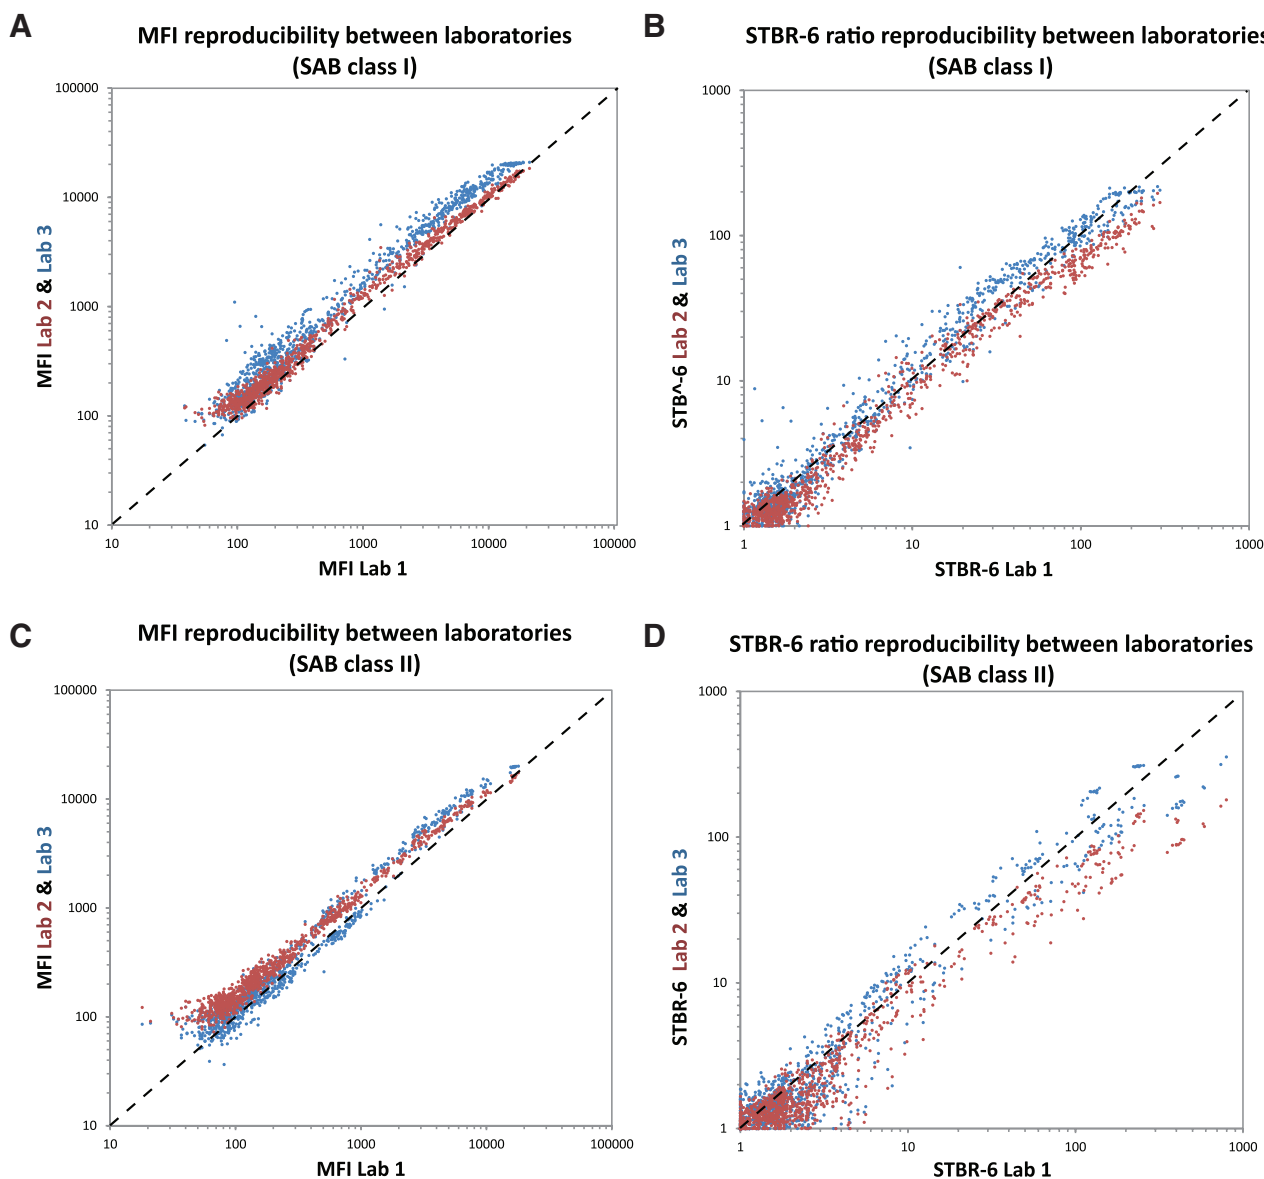 A
MFI reproducibility between laboratories
(SAB class I)
100000
10000
1000
100
10
10
100
1000
10000
100000
MFI Lab 1
MFI Lab 2 & Lab 3
B
STBR-6 ratio reproducibility between laboratories
(SAB class I)
1000
100
10
1
1
10
100
1000
STBR-6 Lab 1
STB^-6 Lab 2 & Lab 3
C
MFI reproducibility between laboratories
(SAB class II)
100000
10000
1000
100
10
10
100
1000
10000
100000
MFI Lab 1
MFI Lab 2 & Lab 3
D
STBR-6 ratio reproducibility between laboratories
(SAB class II)
1000
100
10
1
1
10
100
1000
STBR-6 Lab 1
STBR-6 Lab 2 & Lab 3